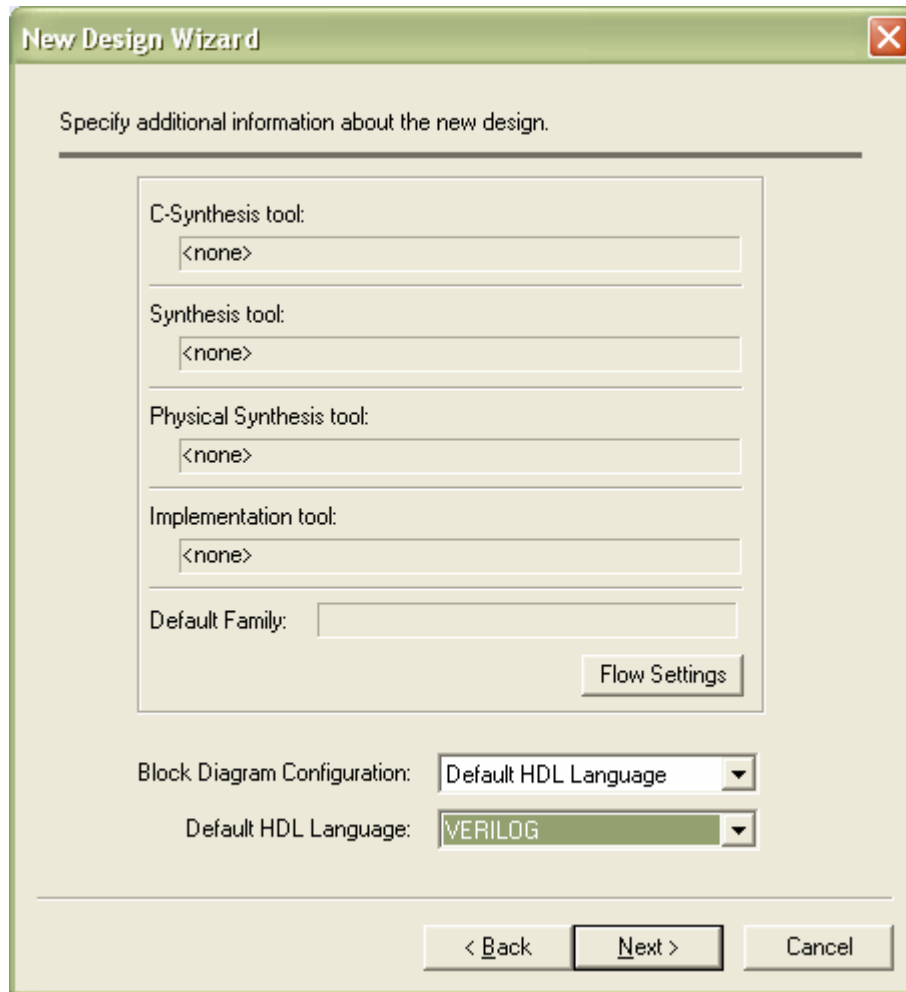 New Design Wizard
Specify additional information about the new design.
C-Synthesis tool:
<none>
Synthesis tool:
<none>
Physical Synthesis tool:
<none>
Implementation tool:
<none>
Default Family:
Flow Settings
Block Diagram Configuration: Default HDL Language
Default HDL Language: VERILOG
< Back Next > Cancel